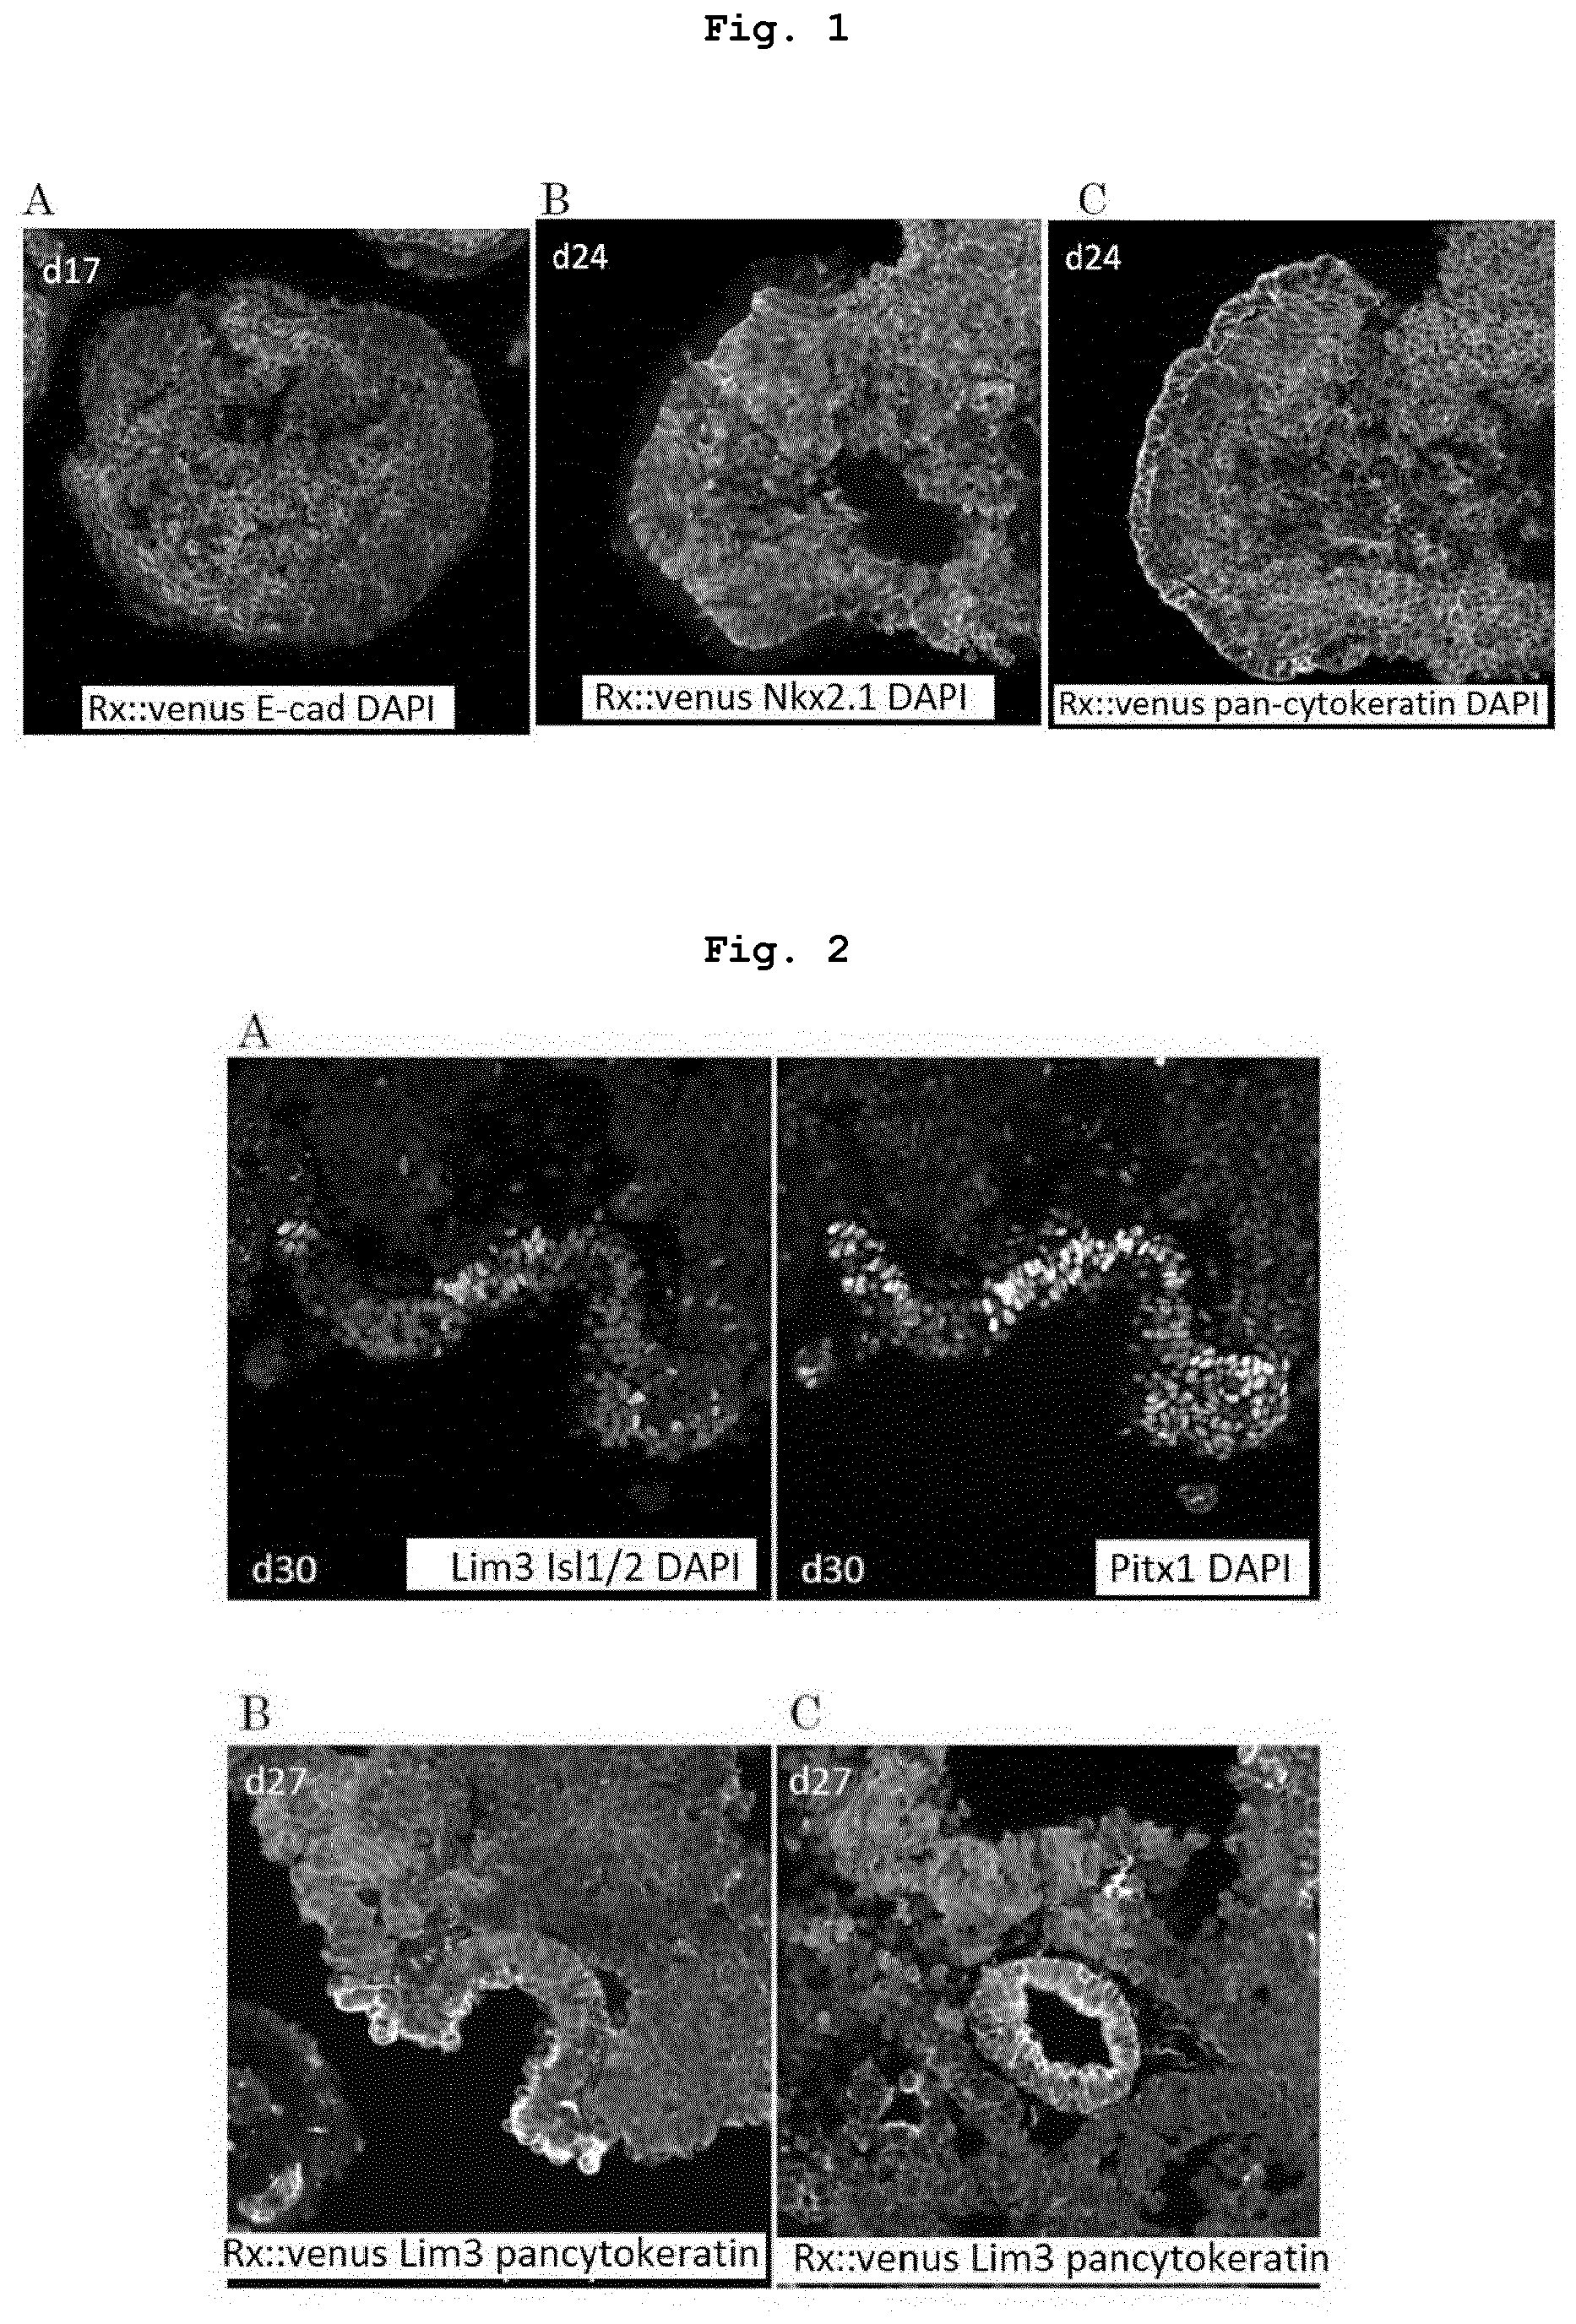 Fig. 1
A
B
C
d17
d24
d24
Rx::venus E-cad DAPI
Rx::venus Nkx2.1 DAPI
Rx::venus pan-cytokeratin DAPI
Fig. 2
A
d30
Lim3 Isl1/2 DAPI
d30
Pitx1 DAPI
B
C
d27
d27
Rx::venus Lim3 pancytokeratin
Rx::venus Lim3 pancytokeratin